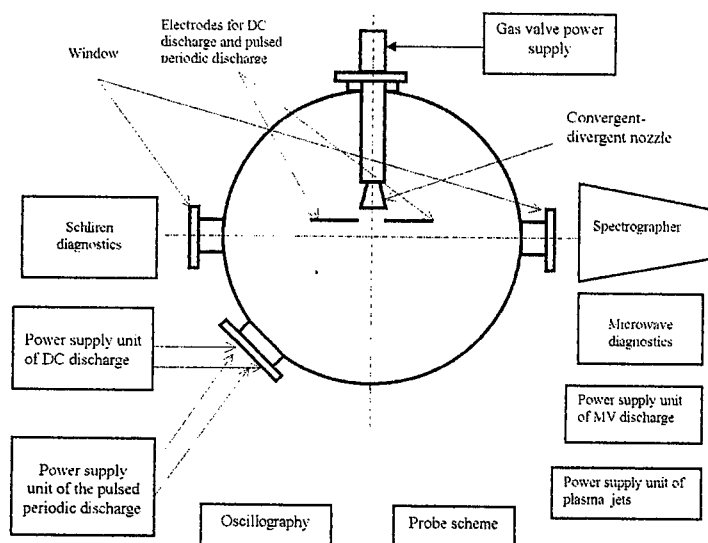 Electrodes for DC
discharge and pulsed
periodic discharge
Gas valve power
supply
Window
Convergent-
divergent nozzle
Schliren
diagnostics
Spectrographer
Power supply unit
of DC discharge
Microwave
diagnostics
Power supply unit
of MV discharge
Power supply
unit of the pulsed
periodic discharge
Power supply unit of
plasma jets
Oscillography
Probe scheme